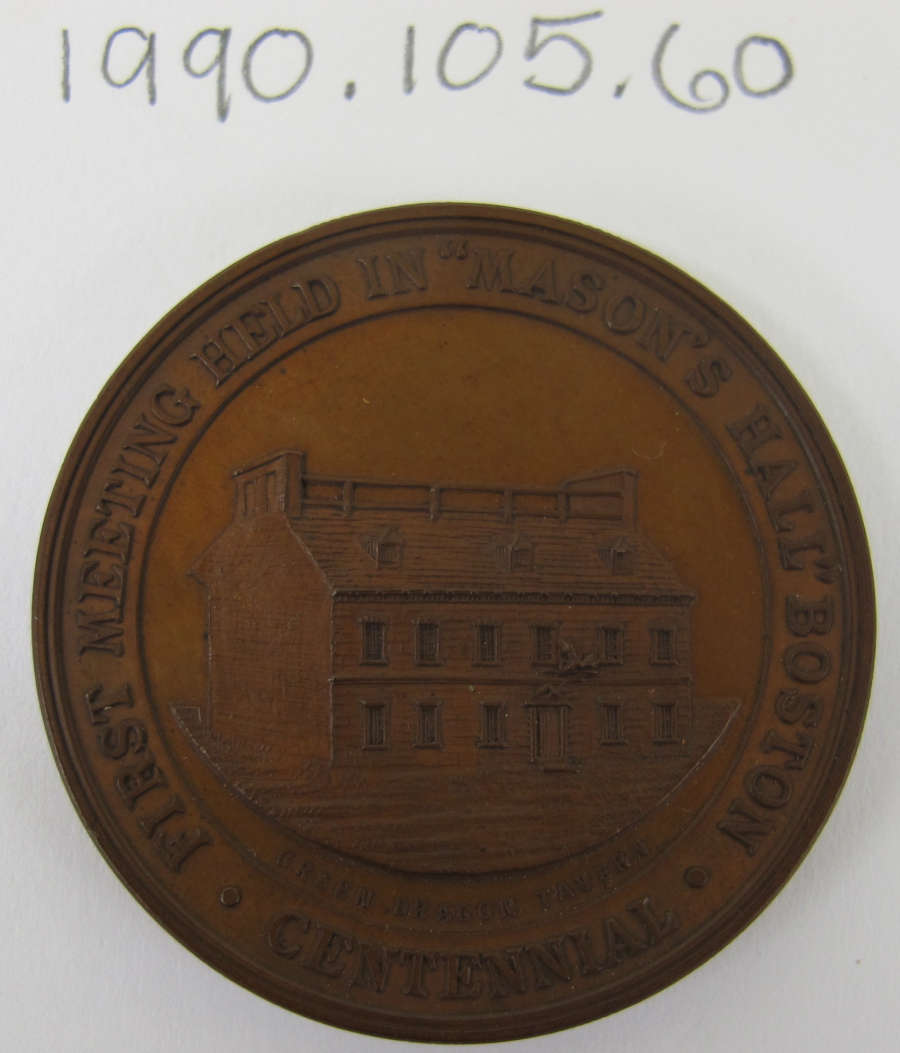 1990.105.60
FIRST MEETING HELD IN "MASON'S HALL" BOSTON
GREEN DRAGON TAVERN
· CENTENNIAL ·